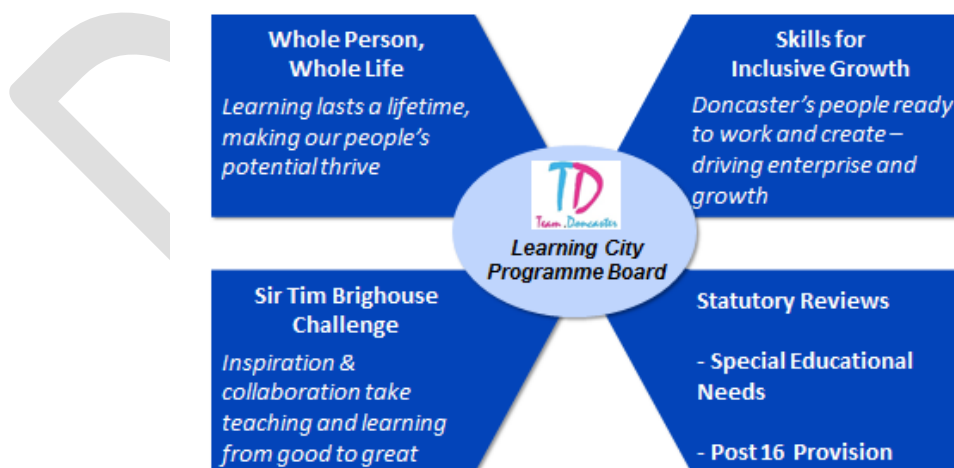 Whole Person,
Whole Life
Learning lasts a lifetime,
making our people’s
potential thrive
Skills for
Inclusive Growth
Doncaster’s people ready
to work and create –
driving enterprise and
growth
TD
Team.Doncaster
Learning City
Programme Board
Sir Tim Brighouse
Challenge
Inspiration &
collaboration take
teaching and learning
from good to great
Statutory Reviews
- Special Educational
Needs
- Post 16 Provision